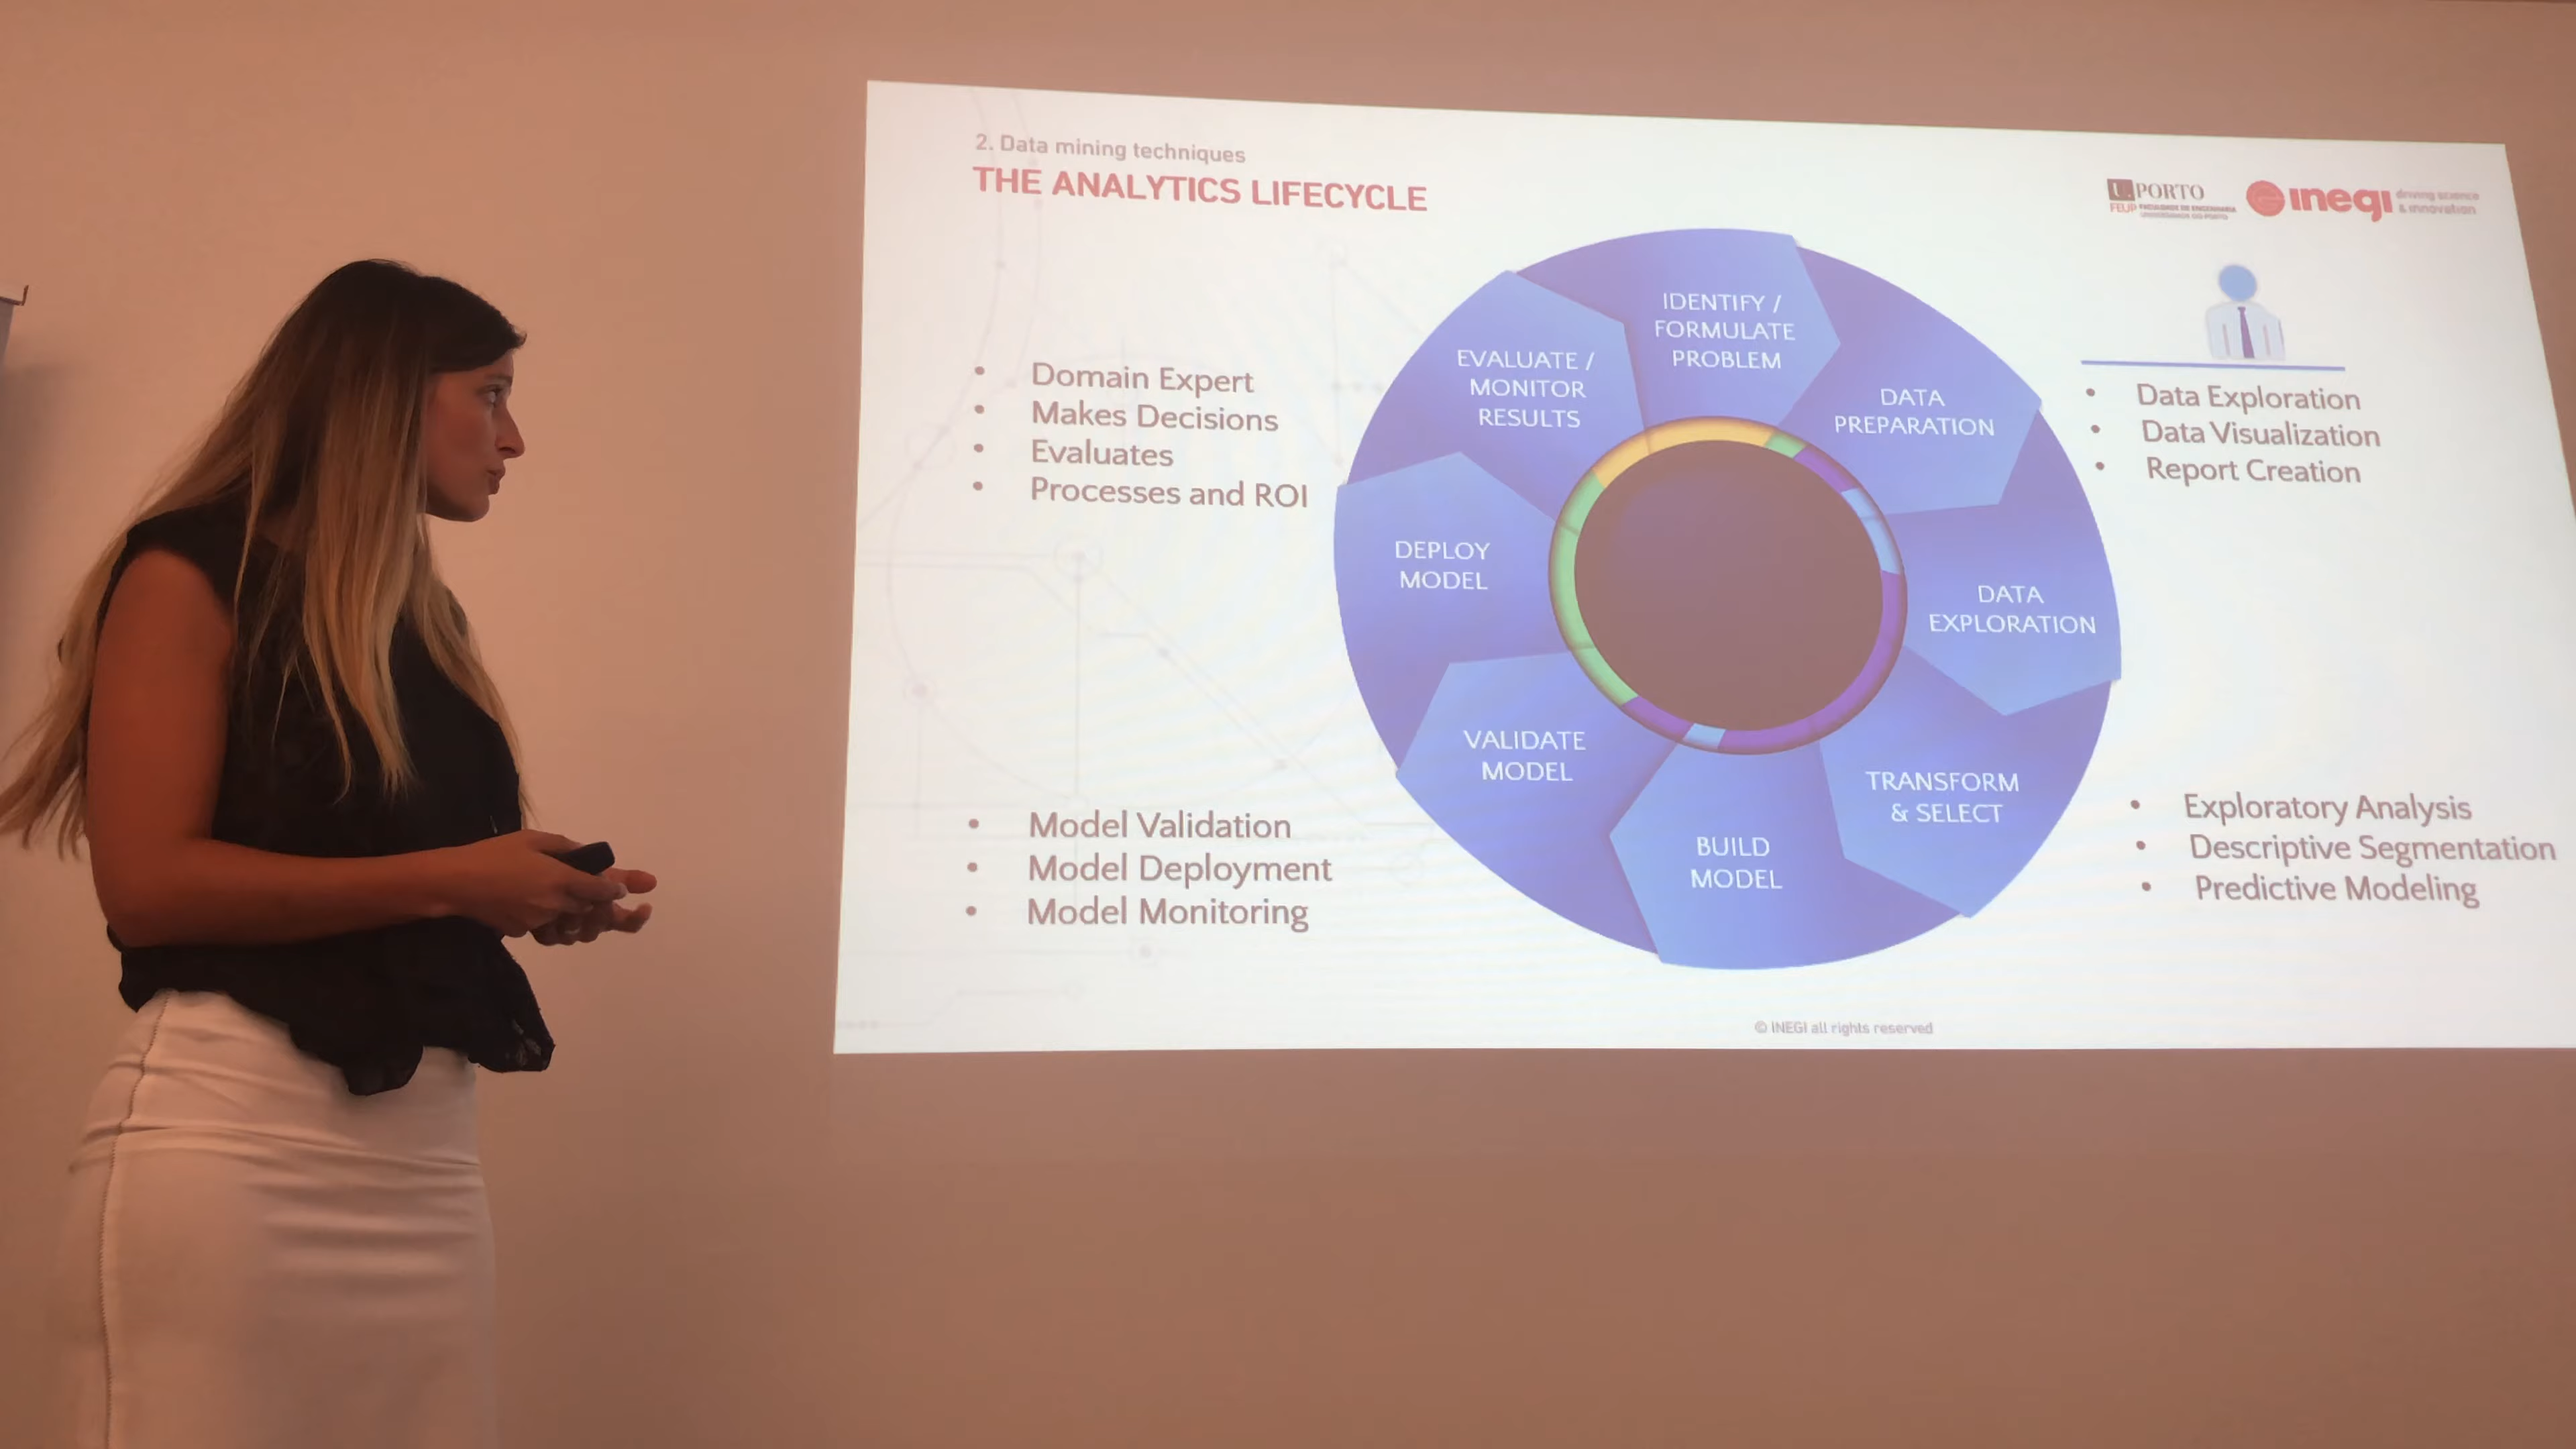 2. Data mining techniques
THE ANALYTICS LIFECYCLE
U.PORTO
FEUP FACULDADE DE ENGENHARIA
UNIVERSIDADE DO PORTO
inegi
driving science
& innovation
Domain Expert
Makes Decisions
Evaluates
Processes and ROI
IDENTIFY /
FORMULATE
PROBLEM
DATA
PREPARATION
DATA
EXPLORATION
TRANSFORM
& SELECT
BUILD
MODEL
VALIDATE
MODEL
DEPLOY
MODEL
EVALUATE /
MONITOR
RESULTS
Data Exploration
Data Visualization
Report Creation
Model Validation
Model Deployment
Model Monitoring
Exploratory Analysis
Descriptive Segmentation
Predictive Modeling
© INEGI all rights reserved